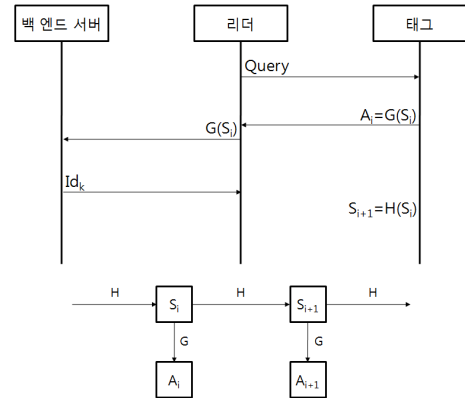 백 엔드 서버 리더 태그
Query
Aᵢ=G(Sᵢ)
G(Sᵢ)
Idₖ
Sᵢ₊₁=H(Sᵢ)
H H H
Sᵢ Sᵢ₊₁
G G
Aᵢ Aᵢ₊₁